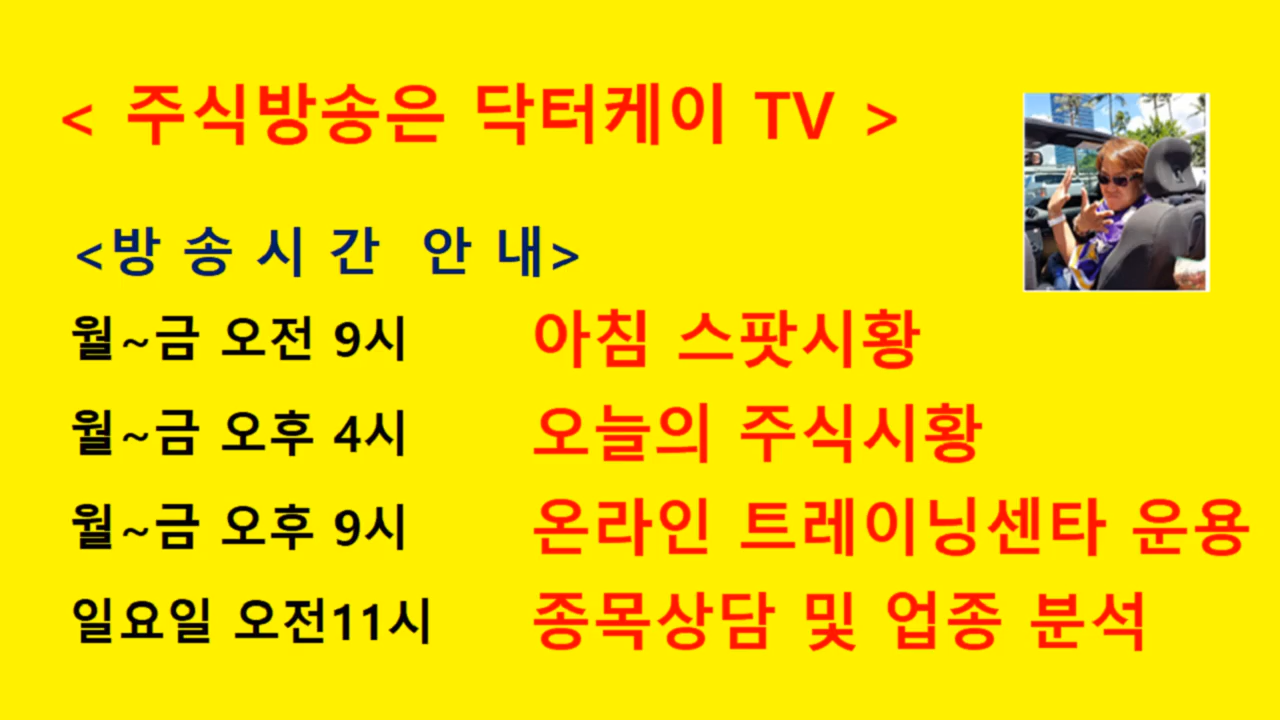 < 주식방송은 닥터케이 TV >
<방 송 시 간 안 내>
월~금 오전 9시 아침 스팟시황
월~금 오후 4시 오늘의 주식시황
월~금 오후 9시 온라인 트레이닝센타 운용
일요일 오전11시 종목상담 및 업종 분석